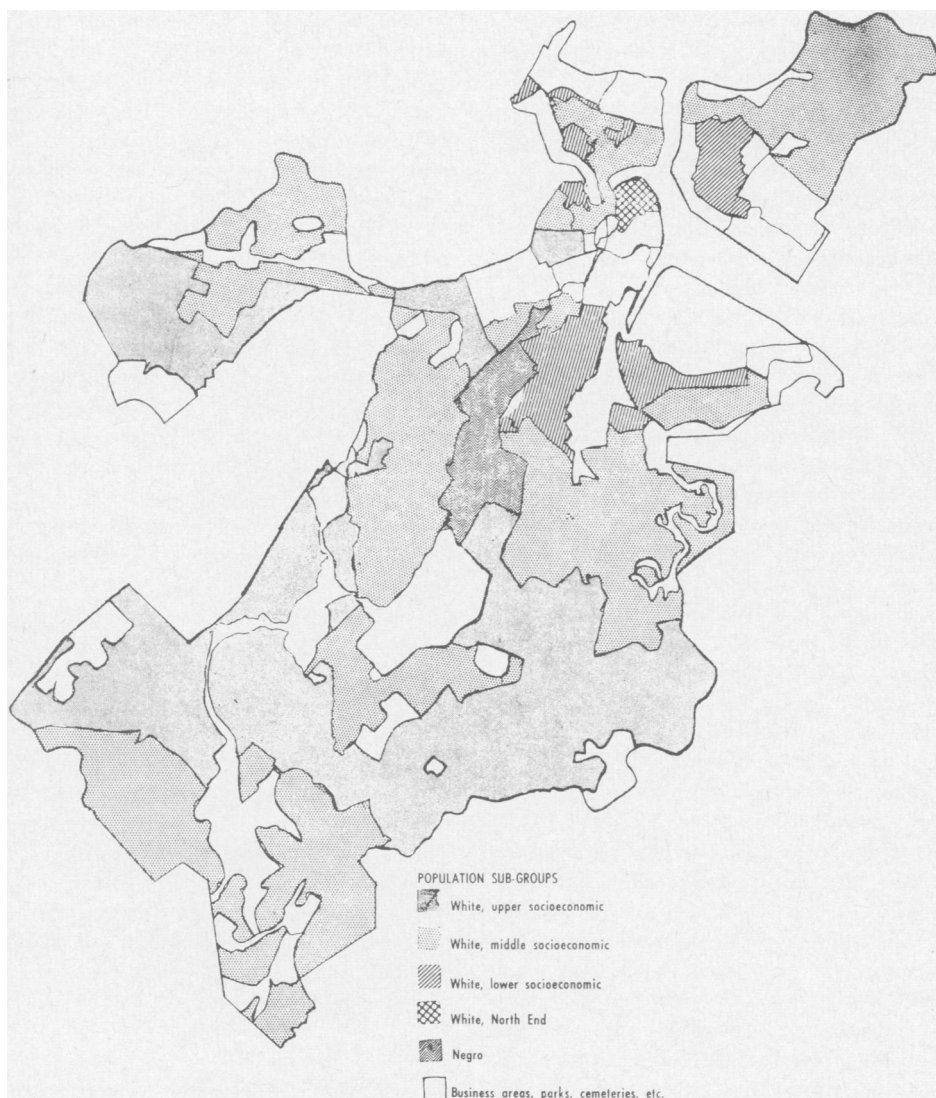 POPULATION SUB-GROUPS
White, upper socioeconomic
White, middle socioeconomic
White, lower socioeconomic
White, North End
Negro
Business areas, parks, cemeteries, etc.